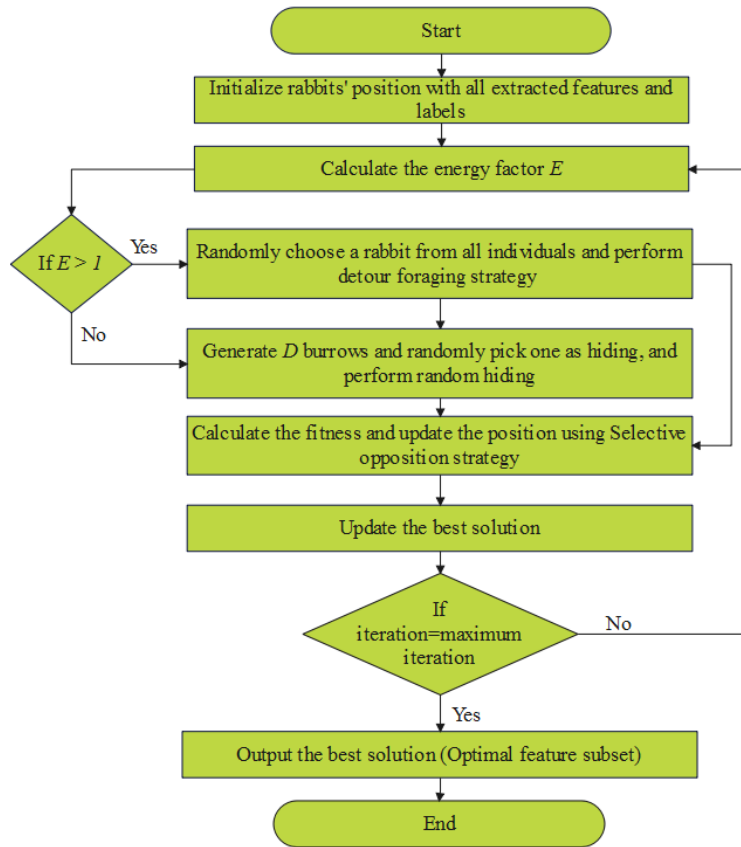 Start
Initialize rabbits' position with all extracted features and
labels
Calculate the energy factor E
If E > 1
Yes
Randomly choose a rabbit from all individuals and perform
detour foraging strategy
No
Generate D burrows and randomly pick one as hiding, and
perform random hiding
Calculate the fitness and update the position using Selective
opposition strategy
Update the best solution
If
iteration=maximum
iteration
No
Yes
Output the best solution (Optimal feature subset)
End